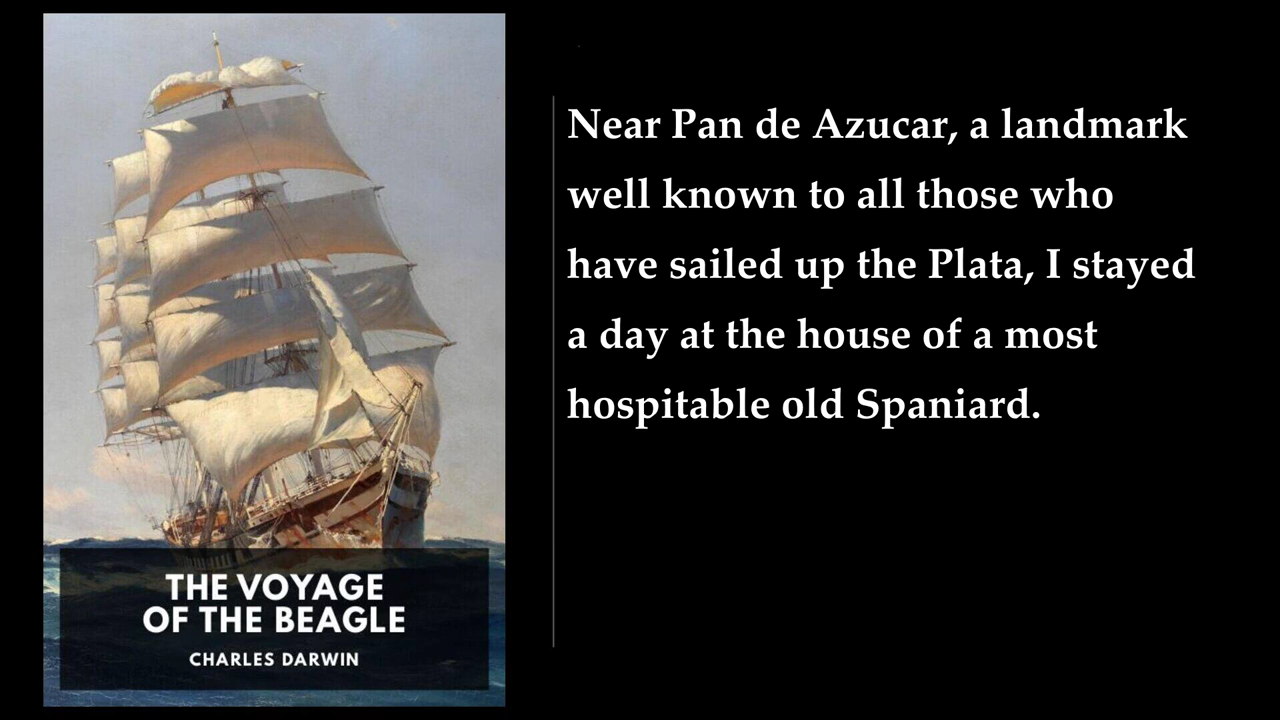 THE VOYAGE
OF THE BEAGLE
CHARLES DARWIN
Near Pan de Azucar, a landmark
well known to all those who
have sailed up the Plata, I stayed
a day at the house of a most
hospitable old Spaniard.